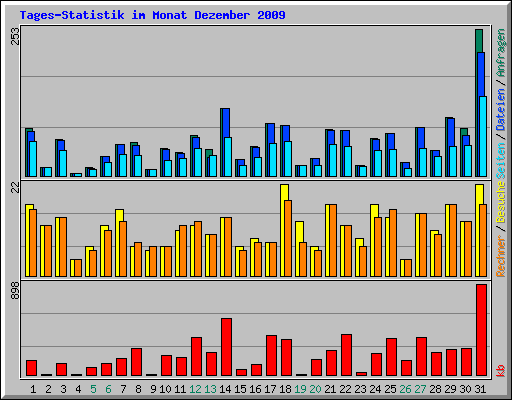 Tages-Statistik im Monat Dezember 2009
253
22
898
Rechner / Besuche
Seiten / Dateien / Anfragen
kb
1 2 3 4 5 6 7 8 9 10 11 12 13 14 15 16 17 18 19 20 21 22 23 24 25 26 27 28 29 30 31